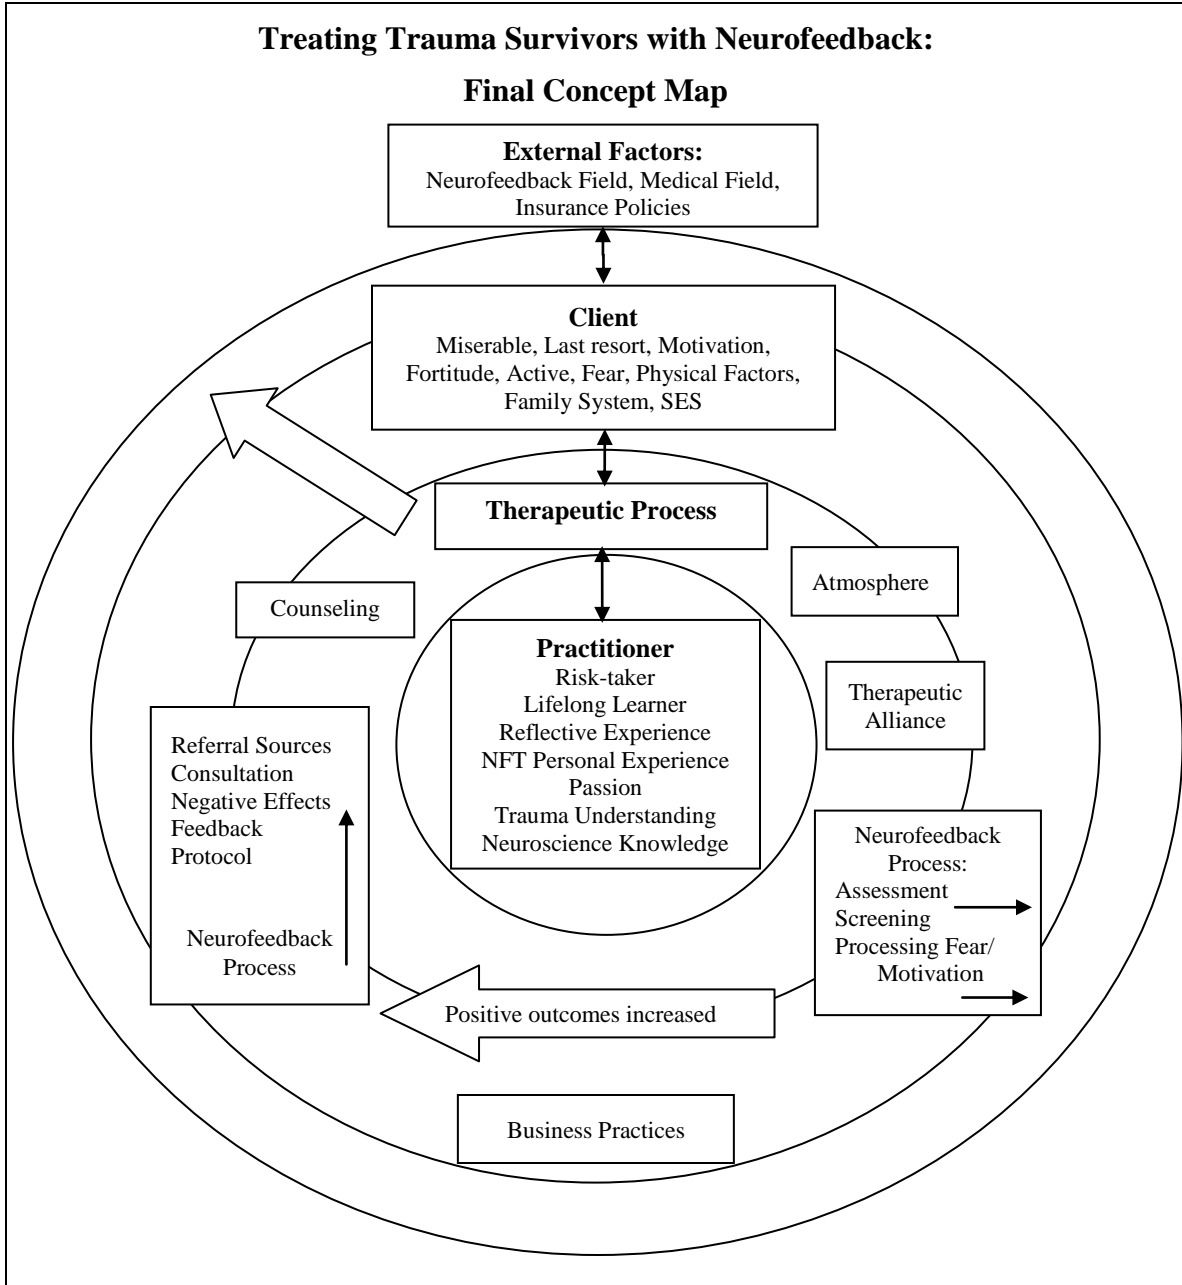 Treating Trauma Survivors with Neurofeedback:
Final Concept Map
External Factors:
Neurofeedback Field, Medical Field,
Insurance Policies
Client
Miserable, Last resort, Motivation,
Fortitude, Active, Fear, Physical Factors,
Family System, SES
Therapeutic Process
Counseling
Atmosphere
Practitioner
Risk-taker
Lifelong Learner
Reflective Experience
NFT Personal Experience
Passion
Trauma Understanding
Neuroscience Knowledge
Therapeutic
Alliance
Referral Sources
Consultation
Negative Effects
Feedback
Protocol
Neurofeedback
Process
Neurofeedback
Process:
Assessment
Screening
Processing Fear/
Motivation
Positive outcomes increased
Business Practices